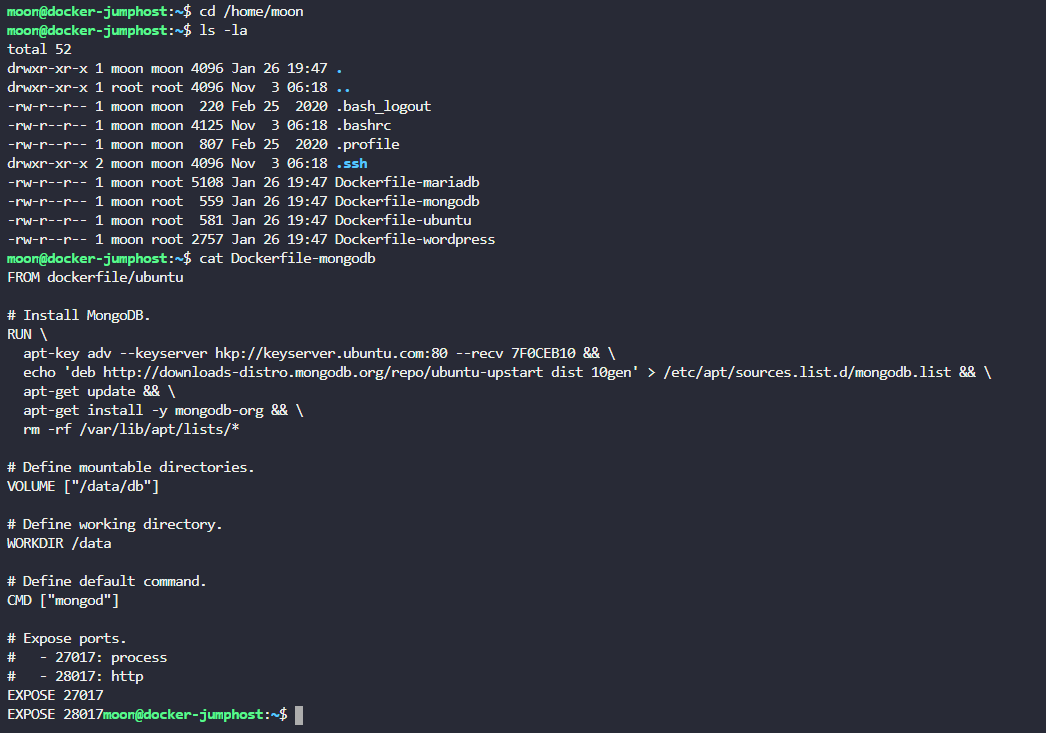 moon@docker-jumphost:~$ cd /home/moon
moon@docker-jumphost:~$ ls -la
total 52
drwxr-xr-x 1 moon moon 4096 Jan 26 19:47 .
drwxr-xr-x 1 root root 4096 Nov  3 06:18 ..
-rw-r--r-- 1 moon moon  220 Feb 25  2020 .bash_logout
-rw-r--r-- 1 moon moon 4125 Nov  3 06:18 .bashrc
-rw-r--r-- 1 moon moon  807 Feb 25  2020 .profile
drwxr-xr-x 2 moon moon 4096 Nov  3 06:18 .ssh
-rw-r--r-- 1 moon root 5108 Jan 26 19:47 Dockerfile-mariadb
-rw-r--r-- 1 moon root  559 Jan 26 19:47 Dockerfile-mongodb
-rw-r--r-- 1 moon root  581 Jan 26 19:47 Dockerfile-ubuntu
-rw-r--r-- 1 moon root 2757 Jan 26 19:47 Dockerfile-wordpress
moon@docker-jumphost:~$ cat Dockerfile-mongodb
FROM dockerfile/ubuntu

# Install MongoDB.
RUN \
  apt-key adv --keyserver hkp://keyserver.ubuntu.com:80 --recv 7F0CEB10 && \
  echo 'deb http://downloads-distro.mongodb.org/repo/ubuntu-upstart dist 10gen' > /etc/apt/sources.list.d/mongodb.list && \
  apt-get update && \
  apt-get install -y mongodb-org && \
  rm -rf /var/lib/apt/lists/*

# Define mountable directories.
VOLUME ["/data/db"]

# Define working directory.
WORKDIR /data

# Define default command.
CMD ["mongod"]

# Expose ports.
#   - 27017: process
#   - 28017: http
EXPOSE 27017
EXPOSE 28017moon@docker-jumphost:~$